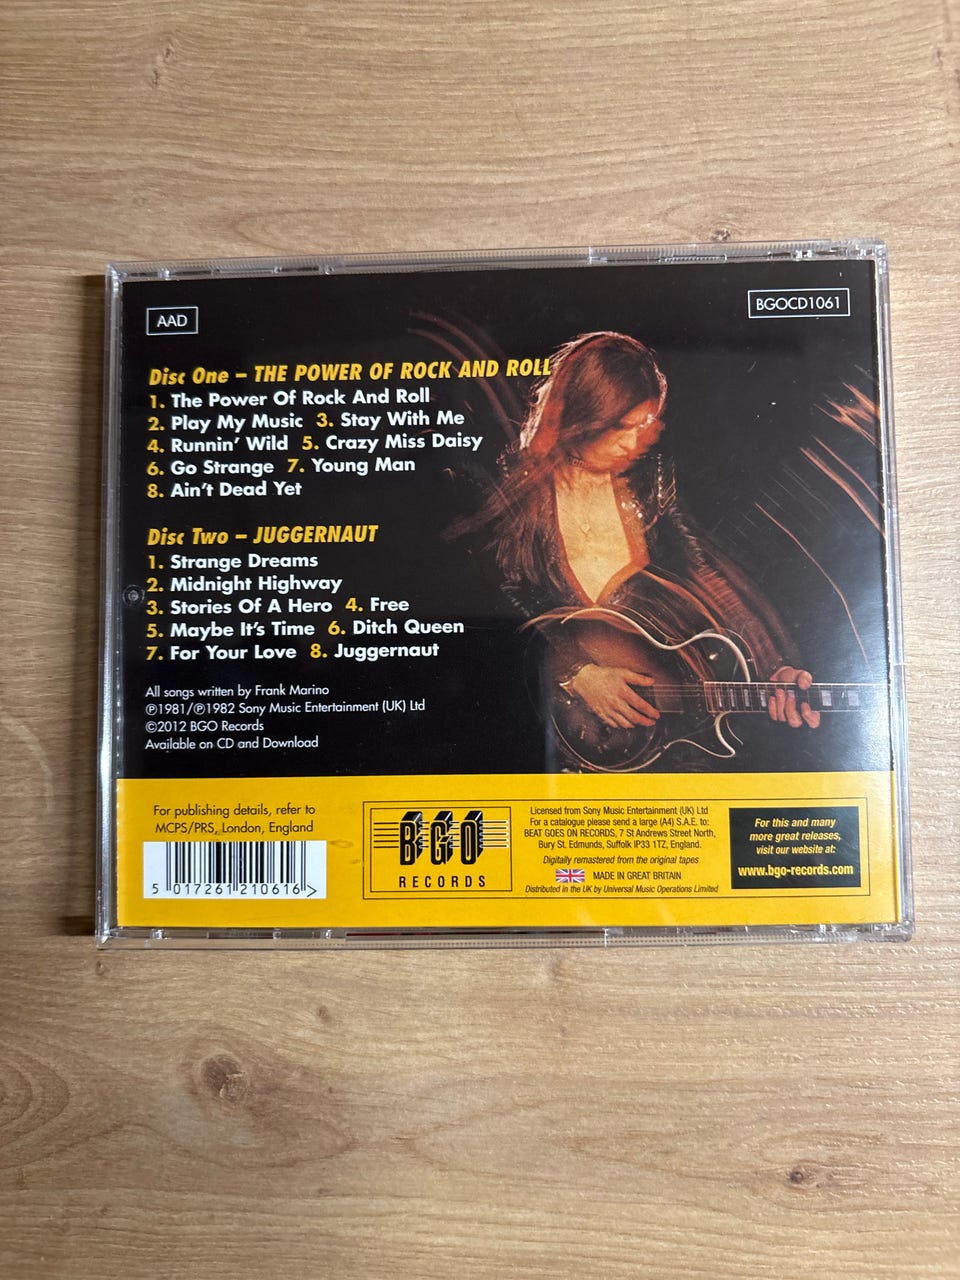 AAD
BGOCD1061
Disc One – THE POWER OF ROCK AND ROLL
1. The Power Of Rock And Roll
2. Play My Music 3. Stay With Me
4. Runnin' Wild 5. Crazy Miss Daisy
6. Go Strange 7. Young Man
8. Ain't Dead Yet
Disc Two – JUGGERNAUT
1. Strange Dreams
2. Midnight Highway
3. Stories Of A Hero 4. Free
5. Maybe It's Time 6. Ditch Queen
7. For Your Love 8. Juggernaut
All songs written by Frank Marino
℗1981/℗1982 Sony Music Entertainment (UK) Ltd
©2012 BGO Records
Available on CD and Download
For publishing details, refer to
MCPS/PRS, London, England
5 017261 210616 >
BGO
RECORDS
Licensed from Sony Music Entertainment (UK) Ltd
For a catalogue please send a large (A4) S.A.E. to:
BEAT GOES ON RECORDS, 7 St Andrews Street North,
Bury St. Edmunds, Suffolk IP33 1TZ, England.
Digitally remastered from the original tapes
MADE IN GREAT BRITAIN
Distributed in the UK by Universal Music Operations Limited
For this and many
more great releases,
visit our website at:
www.bgo-records.com